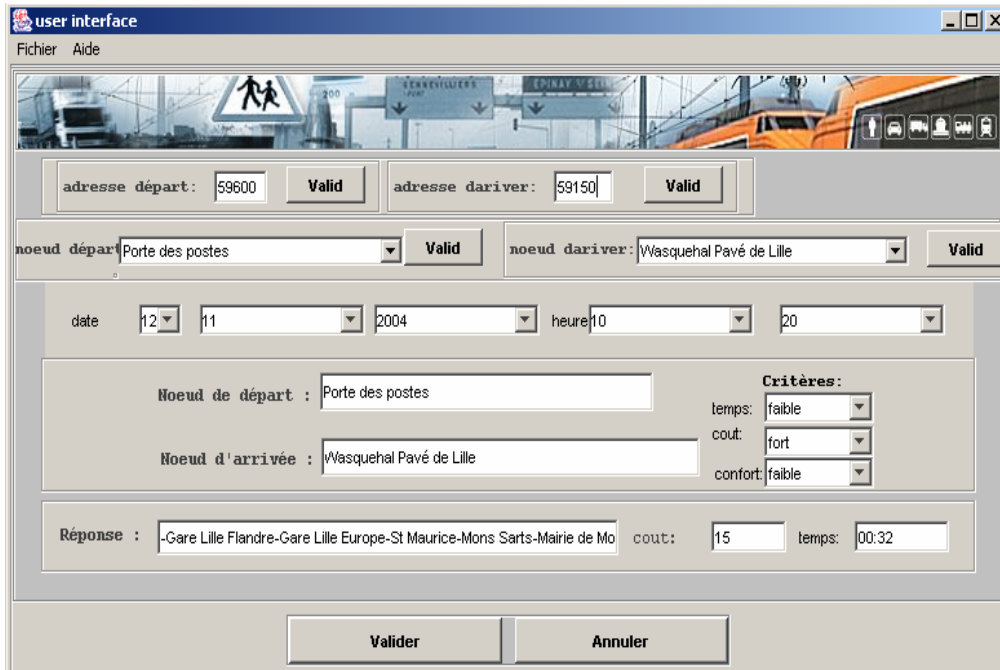 user interface
Fichier Aide
200 GENNEVILLIERS
-PORT
adresse départ: 59600 Valid adresse dariver: 59150 Valid
noeud départ Porte des postes Valid noeud dariver: Wasquehal Pavé de Lille Valid
date 12 11 2004 heure 10 20
Critères:
Noeud de départ : Porte des postes temps: faible
cout: fort
Noeud d'arrivée : Wasquehal Pavé de Lille
confort: faible
Réponse : -Gare Lille Flandre-Gare Lille Europe-St Maurice-Mons Sarts-Mairie de Mo cout: 15 temps: 00:32
Valider Annuler